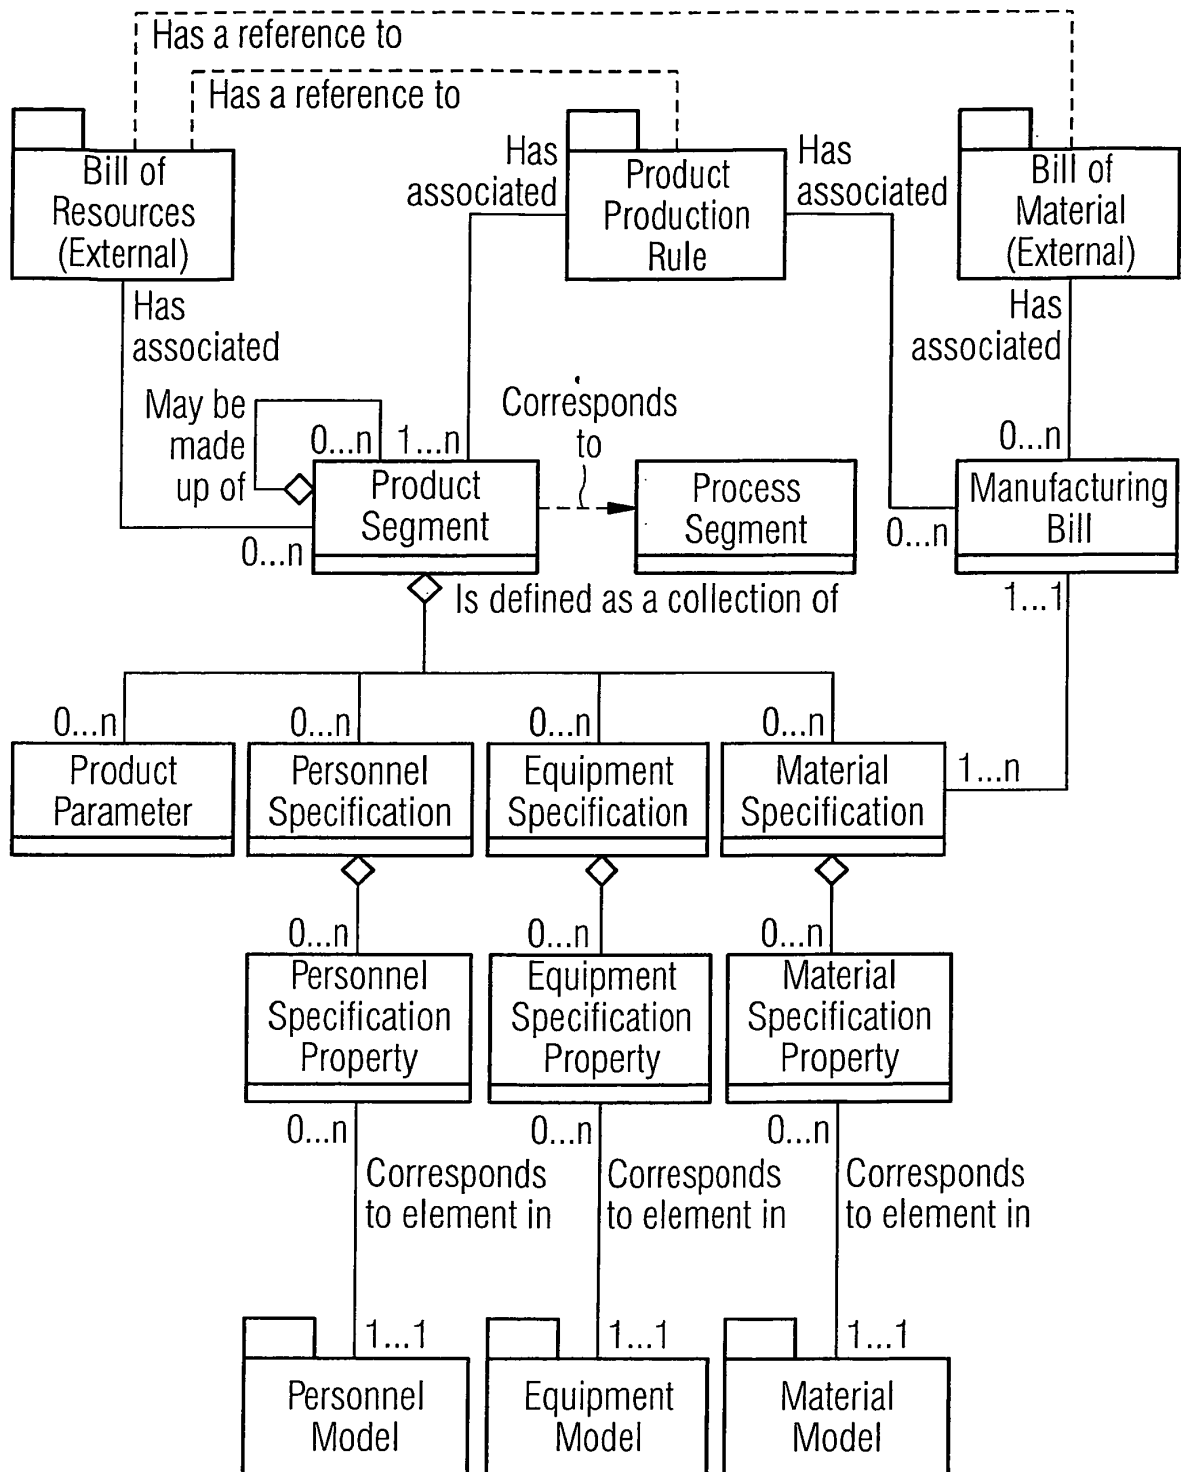 Has a reference to
Has a reference to
Bill of
Resources
(External)
Has
associated
Product
Production
Rule
Has
associated
Bill of
Material
(External)
Has
associated
Has
associated
May be
made
up of
0...n
1...n
Corresponds
to
0...n
Product
Segment
Process
Segment
Manufacturing
Bill
0...n
0...n
1...1
Is defined as a collection of
0...n
0...n
0...n
0...n
Product
Parameter
Personnel
Specification
Equipment
Specification
Material
Specification
1...n
0...n
0...n
0...n
Personnel
Specification
Property
Equipment
Specification
Property
Material
Specification
Property
0...n
0...n
0...n
Corresponds
to element in
Corresponds
to element in
Corresponds
to element in
1...1
1...1
1...1
Personnel
Model
Equipment
Model
Material
Model